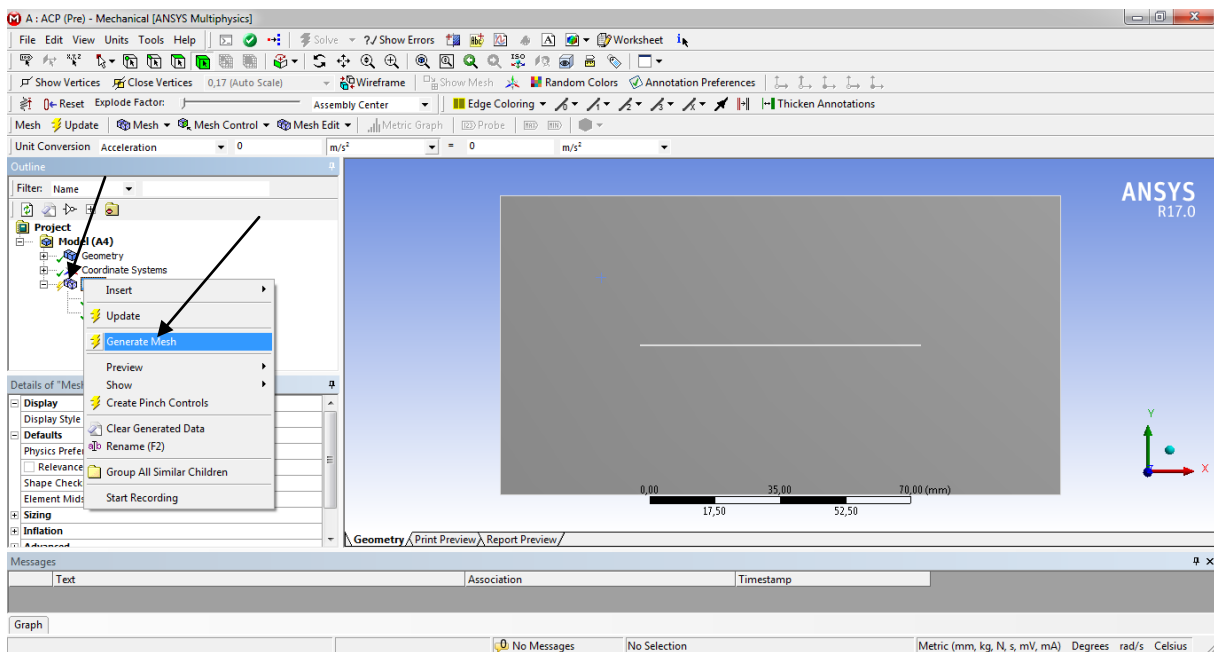 A : ACP (Pre) - Mechanical [ANSYS Multiphysics]
File Edit View Units Tools Help Solve ?/ Show Errors Worksheet
Show Vertices Close Vertices 0,17 (Auto Scale) Wireframe Show Mesh Random Colors Annotation Preferences
Reset Explode Factor: Assembly Center Edge Coloring Thicken Annotations
Mesh Update Mesh Mesh Control Mesh Edit Metric Graph Probe
Unit Conversion Acceleration 0 m/s² = 0 m/s²
Outline
Filter: Name
Project
Model (A4)
Geometry
Coordinate Systems
Insert
Update
Generate Mesh
Preview
Show
Create Pinch Controls
Clear Generated Data
Rename (F2)
Group All Similar Children
Start Recording
Details of "Mesh
Display
Display Style
Defaults
Physics Prefe
Relevance
Shape Check
Element Mids
Sizing
Inflation
Advanced
ANSYS
R17.0
Y
X
0,00 35,00 70,00 (mm)
17,50 52,50
Geometry Print Preview Report Preview
Messages
Text Association Timestamp
Graph
0 No Messages No Selection Metric (mm, kg, N, s, mV, mA) Degrees rad/s Celsius